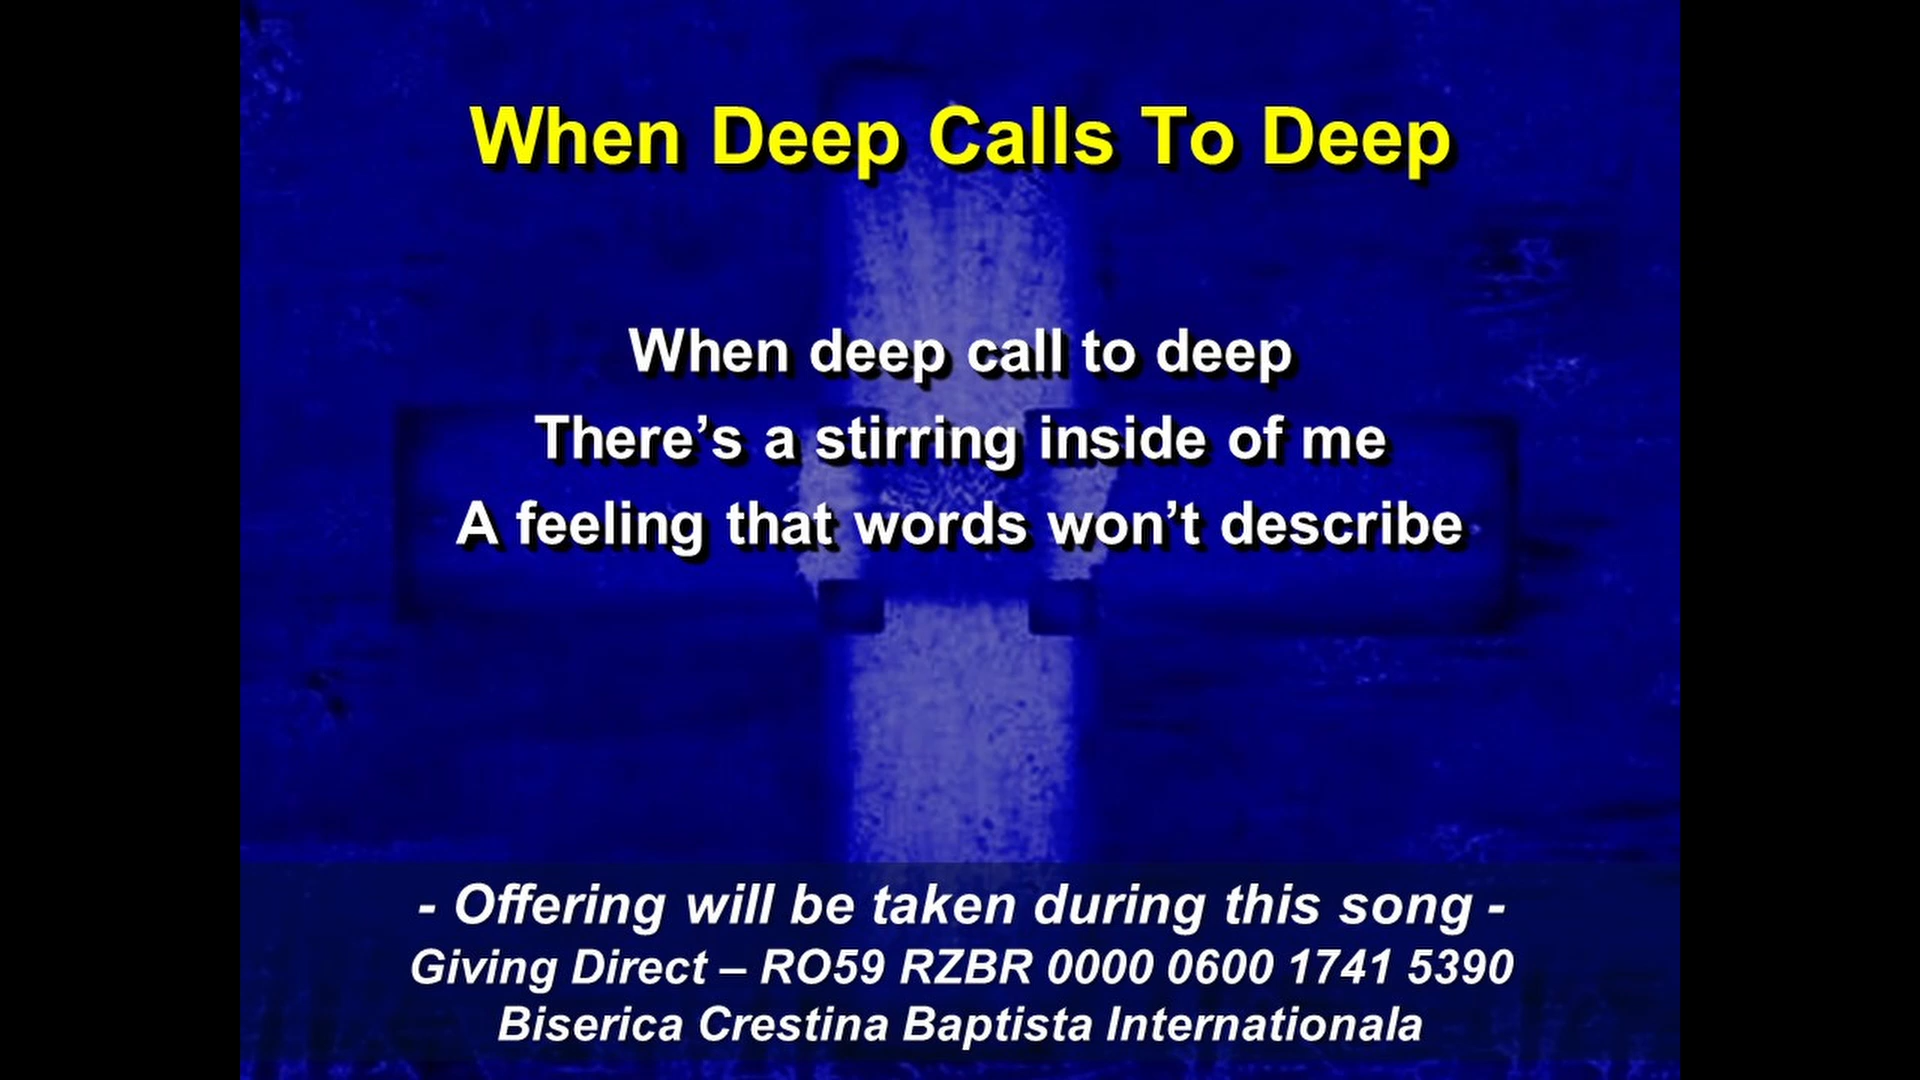 When Deep Calls To Deep
When deep call to deep
There’s a stirring inside of me
A feeling that words won’t describe
- Offering will be taken during this song -
Giving Direct – RO59 RZBR 0000 0600 1741 5390
Biserica Crestina Baptista Internationala